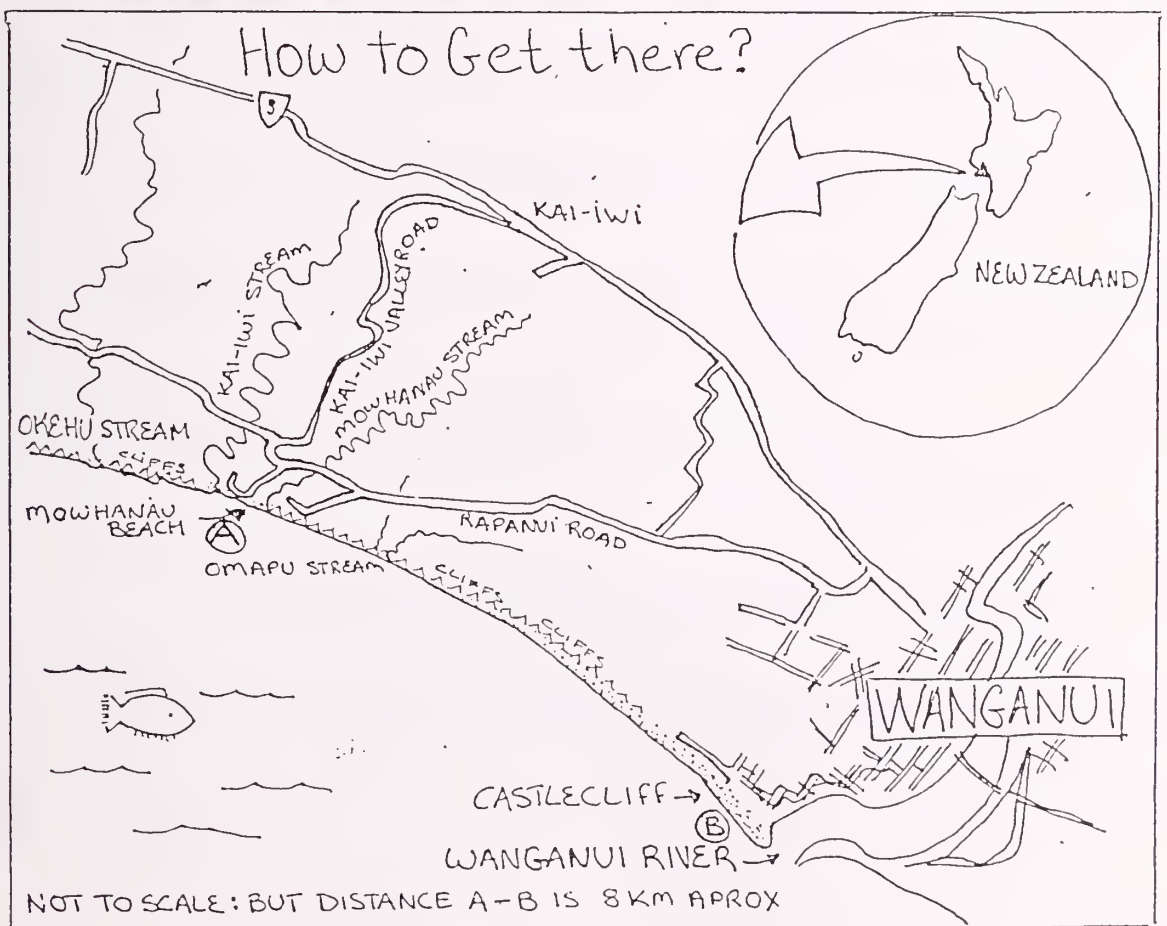 How to Get there?
3
KAI-IWI
NEW ZEALAND
KAI-IWI STREAM
KAI-IWI VALLEY ROAD
MOWHANAU STREAM
OKEHU STREAM
CLIFFS
MOWHANAU
BEACH
A
RAPANUI ROAD
OMAPU STREAM
CLIFFS
CLIFFS
WANGANUI
CASTLECLIFF
B
WANGANUI RIVER
NOT TO SCALE: BUT DISTANCE A-B IS 8 KM APROX